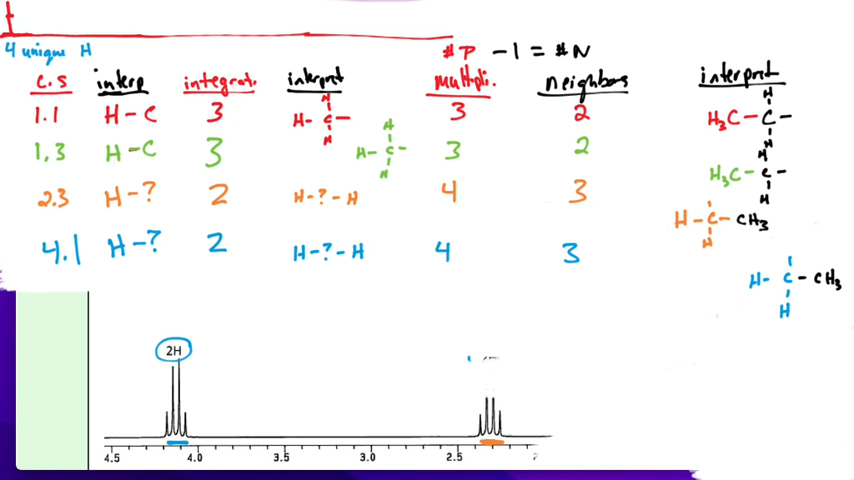 4 unique H
#P -1 = #N
c.s interp integrat. interpret multipli. neighbors interpret
1.1 H-C 3 H-C- 3 2 H3C-C-
H
H
H
H
1.3 H-C 3 H-C- 3 2 H3C-C-
H
H
H
H
2.3 H-? 2 H-?-H 4 3 H-C-CH3
H
4.1 H-? 2 H-?-H 4 3 H-C-CH3
H
2H
4.5 4.0 3.5 3.0 2.5